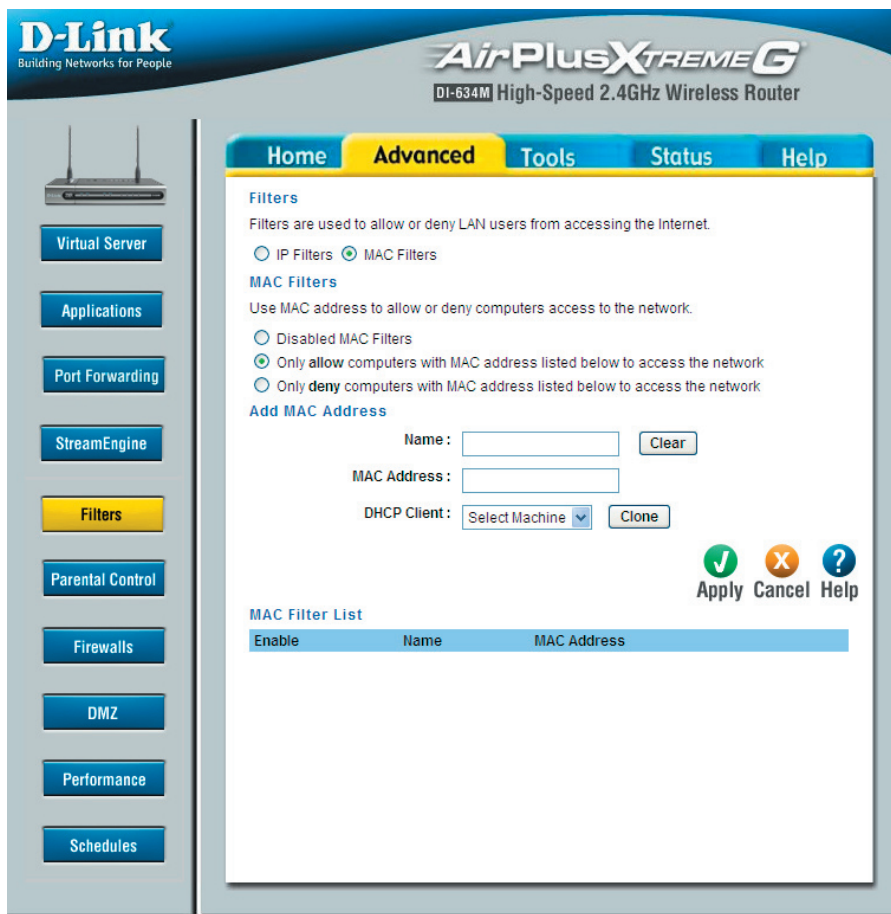 D-Link
Building Networks for People
AirPlus XTREME G
DI-634M High-Speed 2.4GHz Wireless Router
Home Advanced Tools Status Help
Virtual Server
Applications
Port Forwarding
StreamEngine
Filters
Parental Control
Firewalls
DMZ
Performance
Schedules
Filters
Filters are used to allow or deny LAN users from accessing the Internet.
IP Filters MAC Filters
MAC Filters
Use MAC address to allow or deny computers access to the network.
Disabled MAC Filters
Only allow computers with MAC address listed below to access the network
Only deny computers with MAC address listed below to access the network
Add MAC Address
Name : Clear
MAC Address :
DHCP Client : Select Machine Clone
Apply Cancel Help
MAC Filter List
Enable Name MAC Address